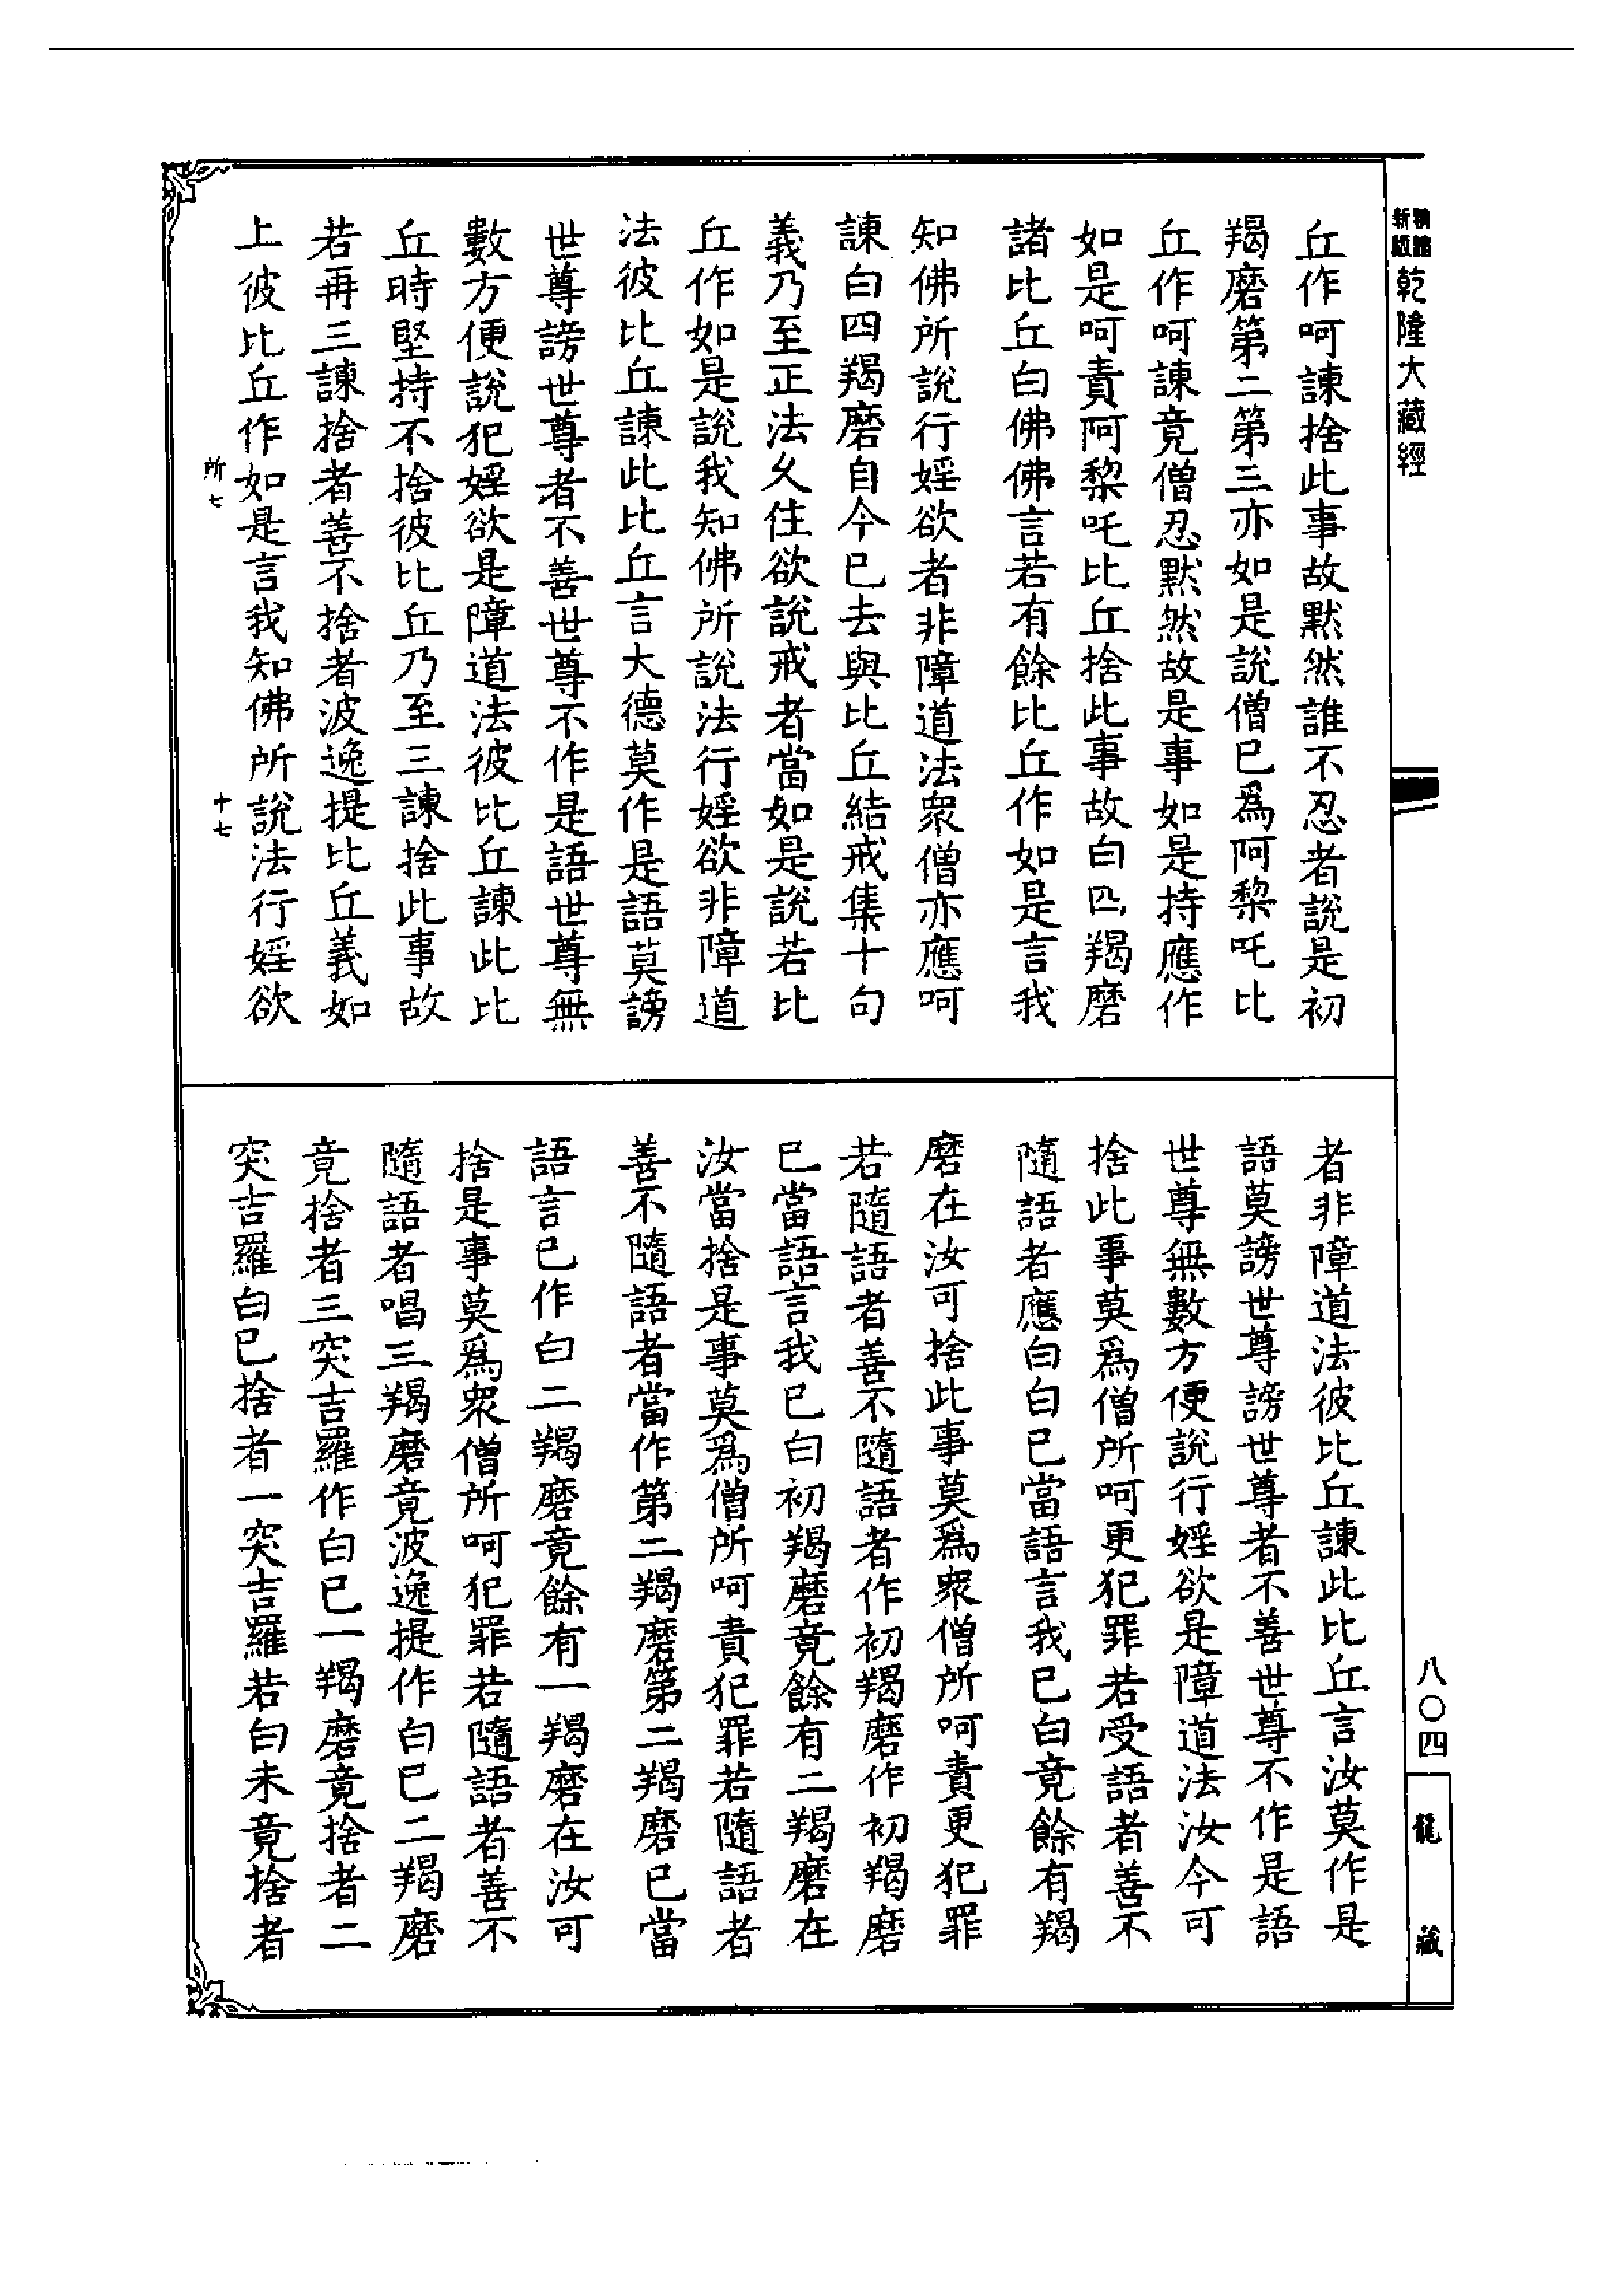 新版
乾隆大藏經
丘作呵諫捨此事故默然誰不忍者說是初
羯磨第二第三亦如是說僧已爲阿黎吒比
丘作呵諫竟僧忍默然故是事如是持應作
如是呵責阿黎吒比丘捨此事故白四羯磨
諸比丘白佛佛言若有餘比丘作如是言我
知佛所說行婬欲者非障道法衆僧亦應呵
諫白四羯磨自今已去與比丘結戒集十句
義乃至正法久住欲說戒者當如是說若比
丘作如是說我知佛所說法行婬欲非障道
法彼比丘諫此比丘言大德莫作是語莫謗
世尊謗世尊者不善世尊不作是語世尊無
數方便說犯婬欲是障道法彼比丘諫此比
丘時堅持不捨彼比丘乃至三諫捨此事故
若再三諫捨者善不捨者波逸提比丘義如
上彼比丘作如是言我知佛所說法行婬欲
所七
十七
者非障道法彼比丘諫此比丘言汝莫作是
語莫謗世尊謗世尊者不善世尊不作是語
世尊無數方便說行婬欲是障道法汝今可
捨此事莫爲僧所呵更犯罪若受語者善不
隨語者應白白已當語言我已白竟餘有羯
磨在汝可捨此事莫爲衆僧所呵責更犯罪
若隨語者善不隨語者作初羯磨作初羯磨
已當語言我已白初羯磨竟餘有二羯磨在
汝當捨是事莫爲僧所呵責犯罪若隨語者
善不隨語者當作第二羯磨第二羯磨已當
語言已作白二羯磨竟餘有一羯磨在汝可
捨是事莫爲衆僧所呵犯罪若隨語者善不
隨語者唱三羯磨竟波逸提作白已二羯磨
竟捨者三突吉羅作白已一羯磨竟捨者二
突吉羅白已捨者一突吉羅若白未竟捨者
八〇四
龍藏